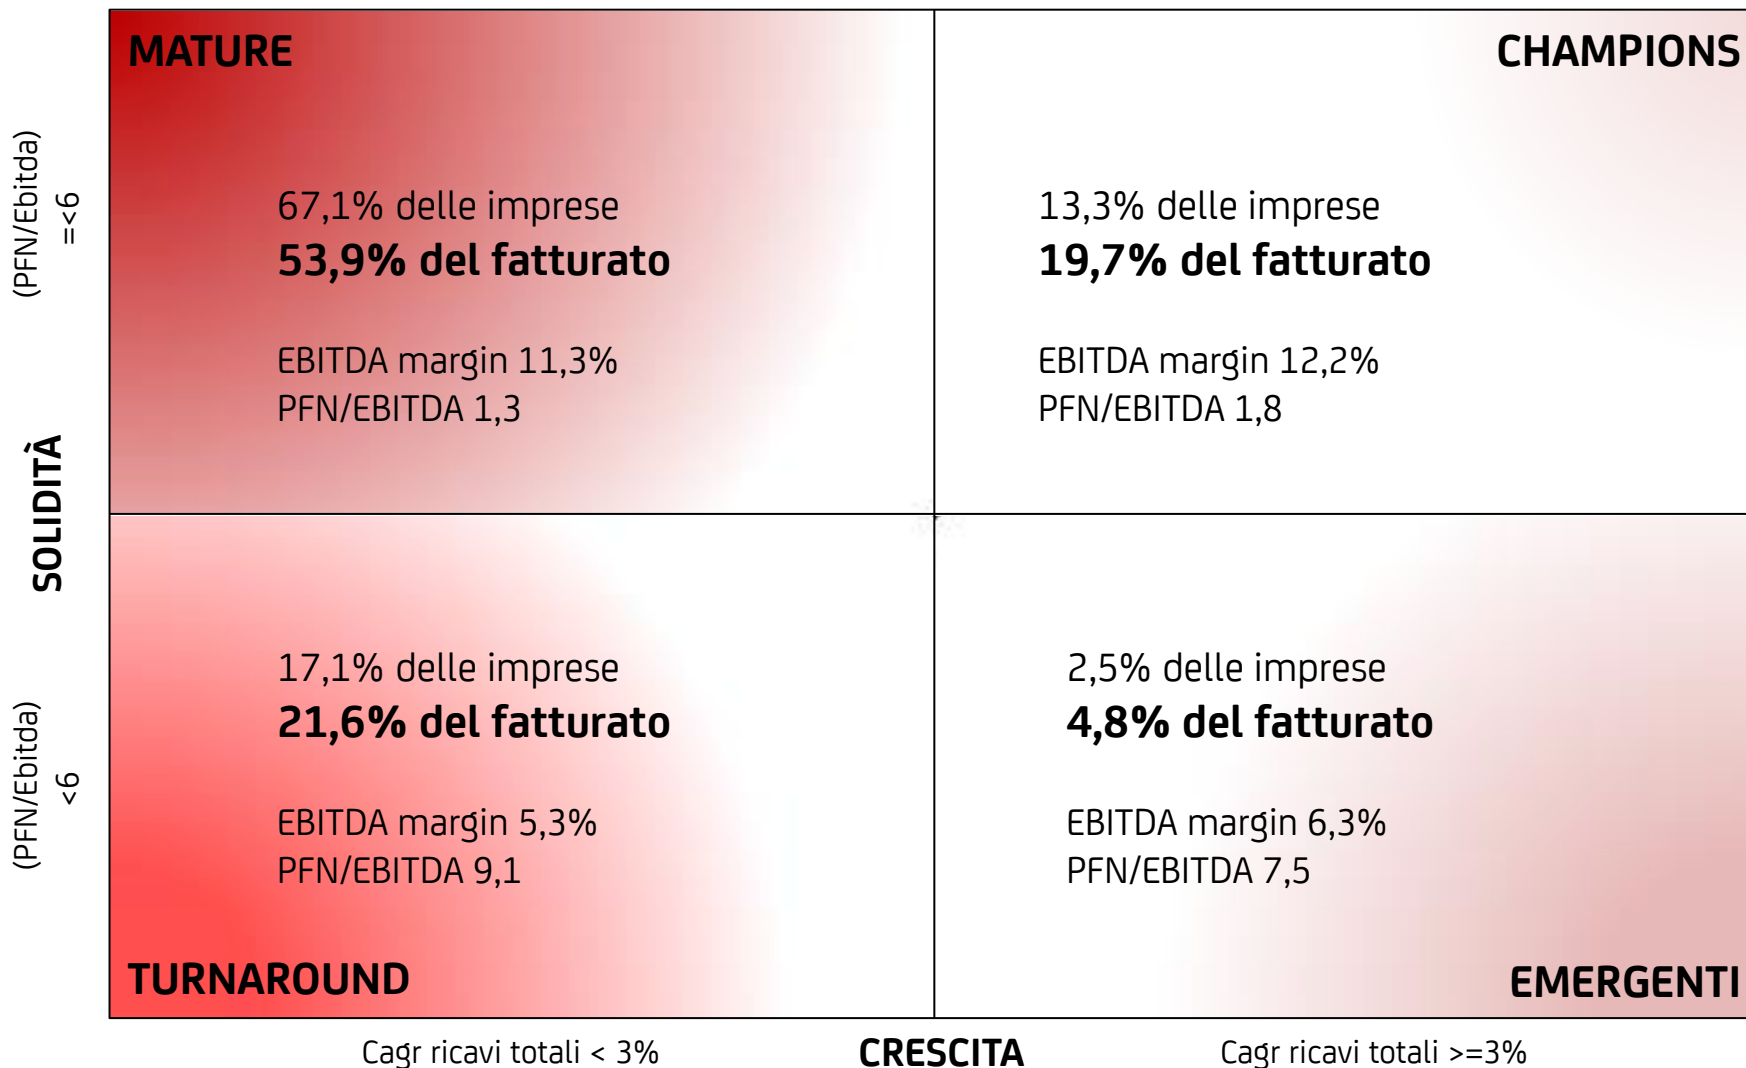 MATURE
CHAMPIONS
(PFN/Ebitda)
=<6
67,1% delle imprese
53,9% del fatturato
EBITDA margin 11,3%
PFN/EBITDA 1,3
13,3% delle imprese
19,7% del fatturato
EBITDA margin 12,2%
PFN/EBITDA 1,8
SOLIDITÀ
(PFN/Ebitda)
<6
17,1% delle imprese
21,6% del fatturato
EBITDA margin 5,3%
PFN/EBITDA 9,1
2,5% delle imprese
4,8% del fatturato
EBITDA margin 6,3%
PFN/EBITDA 7,5
TURNAROUND
EMERGENTI
Cagr ricavi totali < 3%
CRESCITA
Cagr ricavi totali >=3%